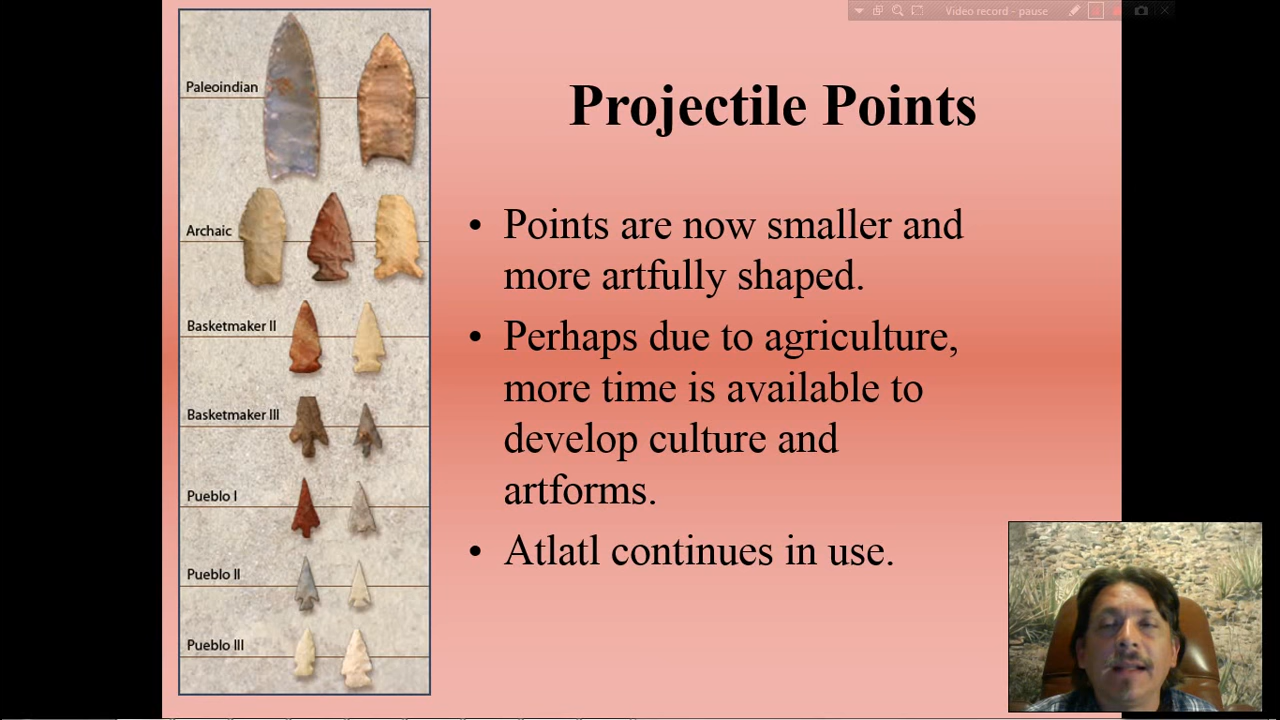 Video record - pause
Paleoindian
Archaic
Basketmaker II
Basketmaker III
Pueblo I
Pueblo II
Pueblo III
Projectile Points
• Points are now smaller and
more artfully shaped.
• Perhaps due to agriculture,
more time is available to
develop culture and
artforms.
• Atlatl continues in use.